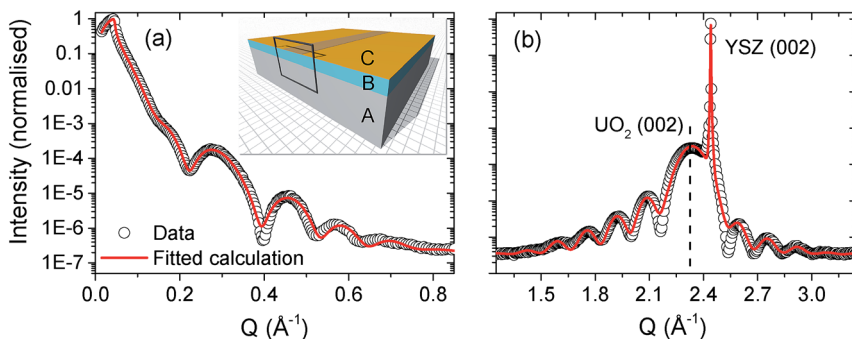 (a)
(b)
Intensity (normalised)
1
0.1
0.01
1E-3
1E-4
1E-5
1E-6
1E-7
C
B
A
Data
Fitted calculation
0.0 0.2 0.4 0.6 0.8
Q (Å⁻¹)
YSZ (002)
UO₂ (002)
1.5 1.8 2.1 2.4 2.7 3.0
Q (Å⁻¹)